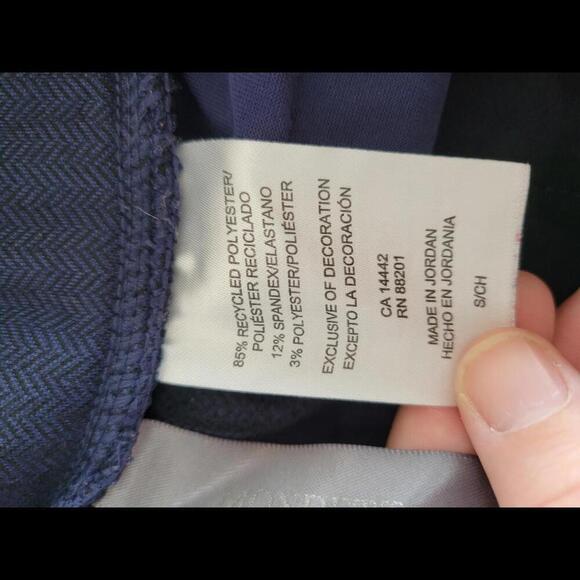 85% RECYCLED POLYESTER/
POLIÉSTER RECICLADO
12% SPANDEX/ELASTANO
3% POLYESTER/POLIÉSTER
EXCLUSIVE OF DECORATION
EXCEPTO LA DECORACIÓN
CA 14442
RN 88201
MADE IN JORDAN
HECHO EN JORDANIA
S/CH